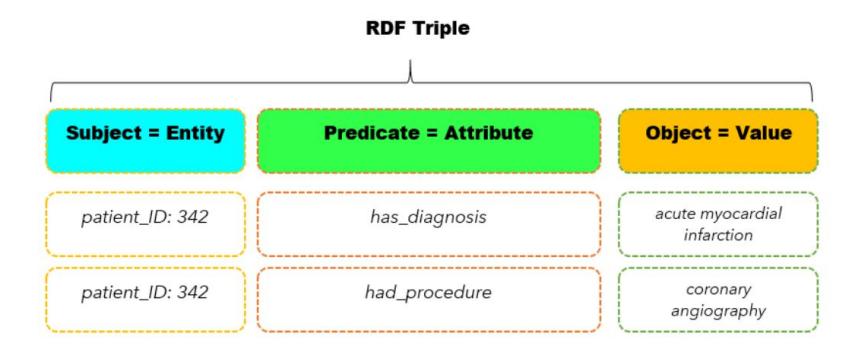 RDF Triple
Subject = Entity
Predicate = Attribute
Object = Value
patient_ID: 342
has_diagnosis
acute myocardial
infarction
patient_ID: 342
had_procedure
coronary
angiography